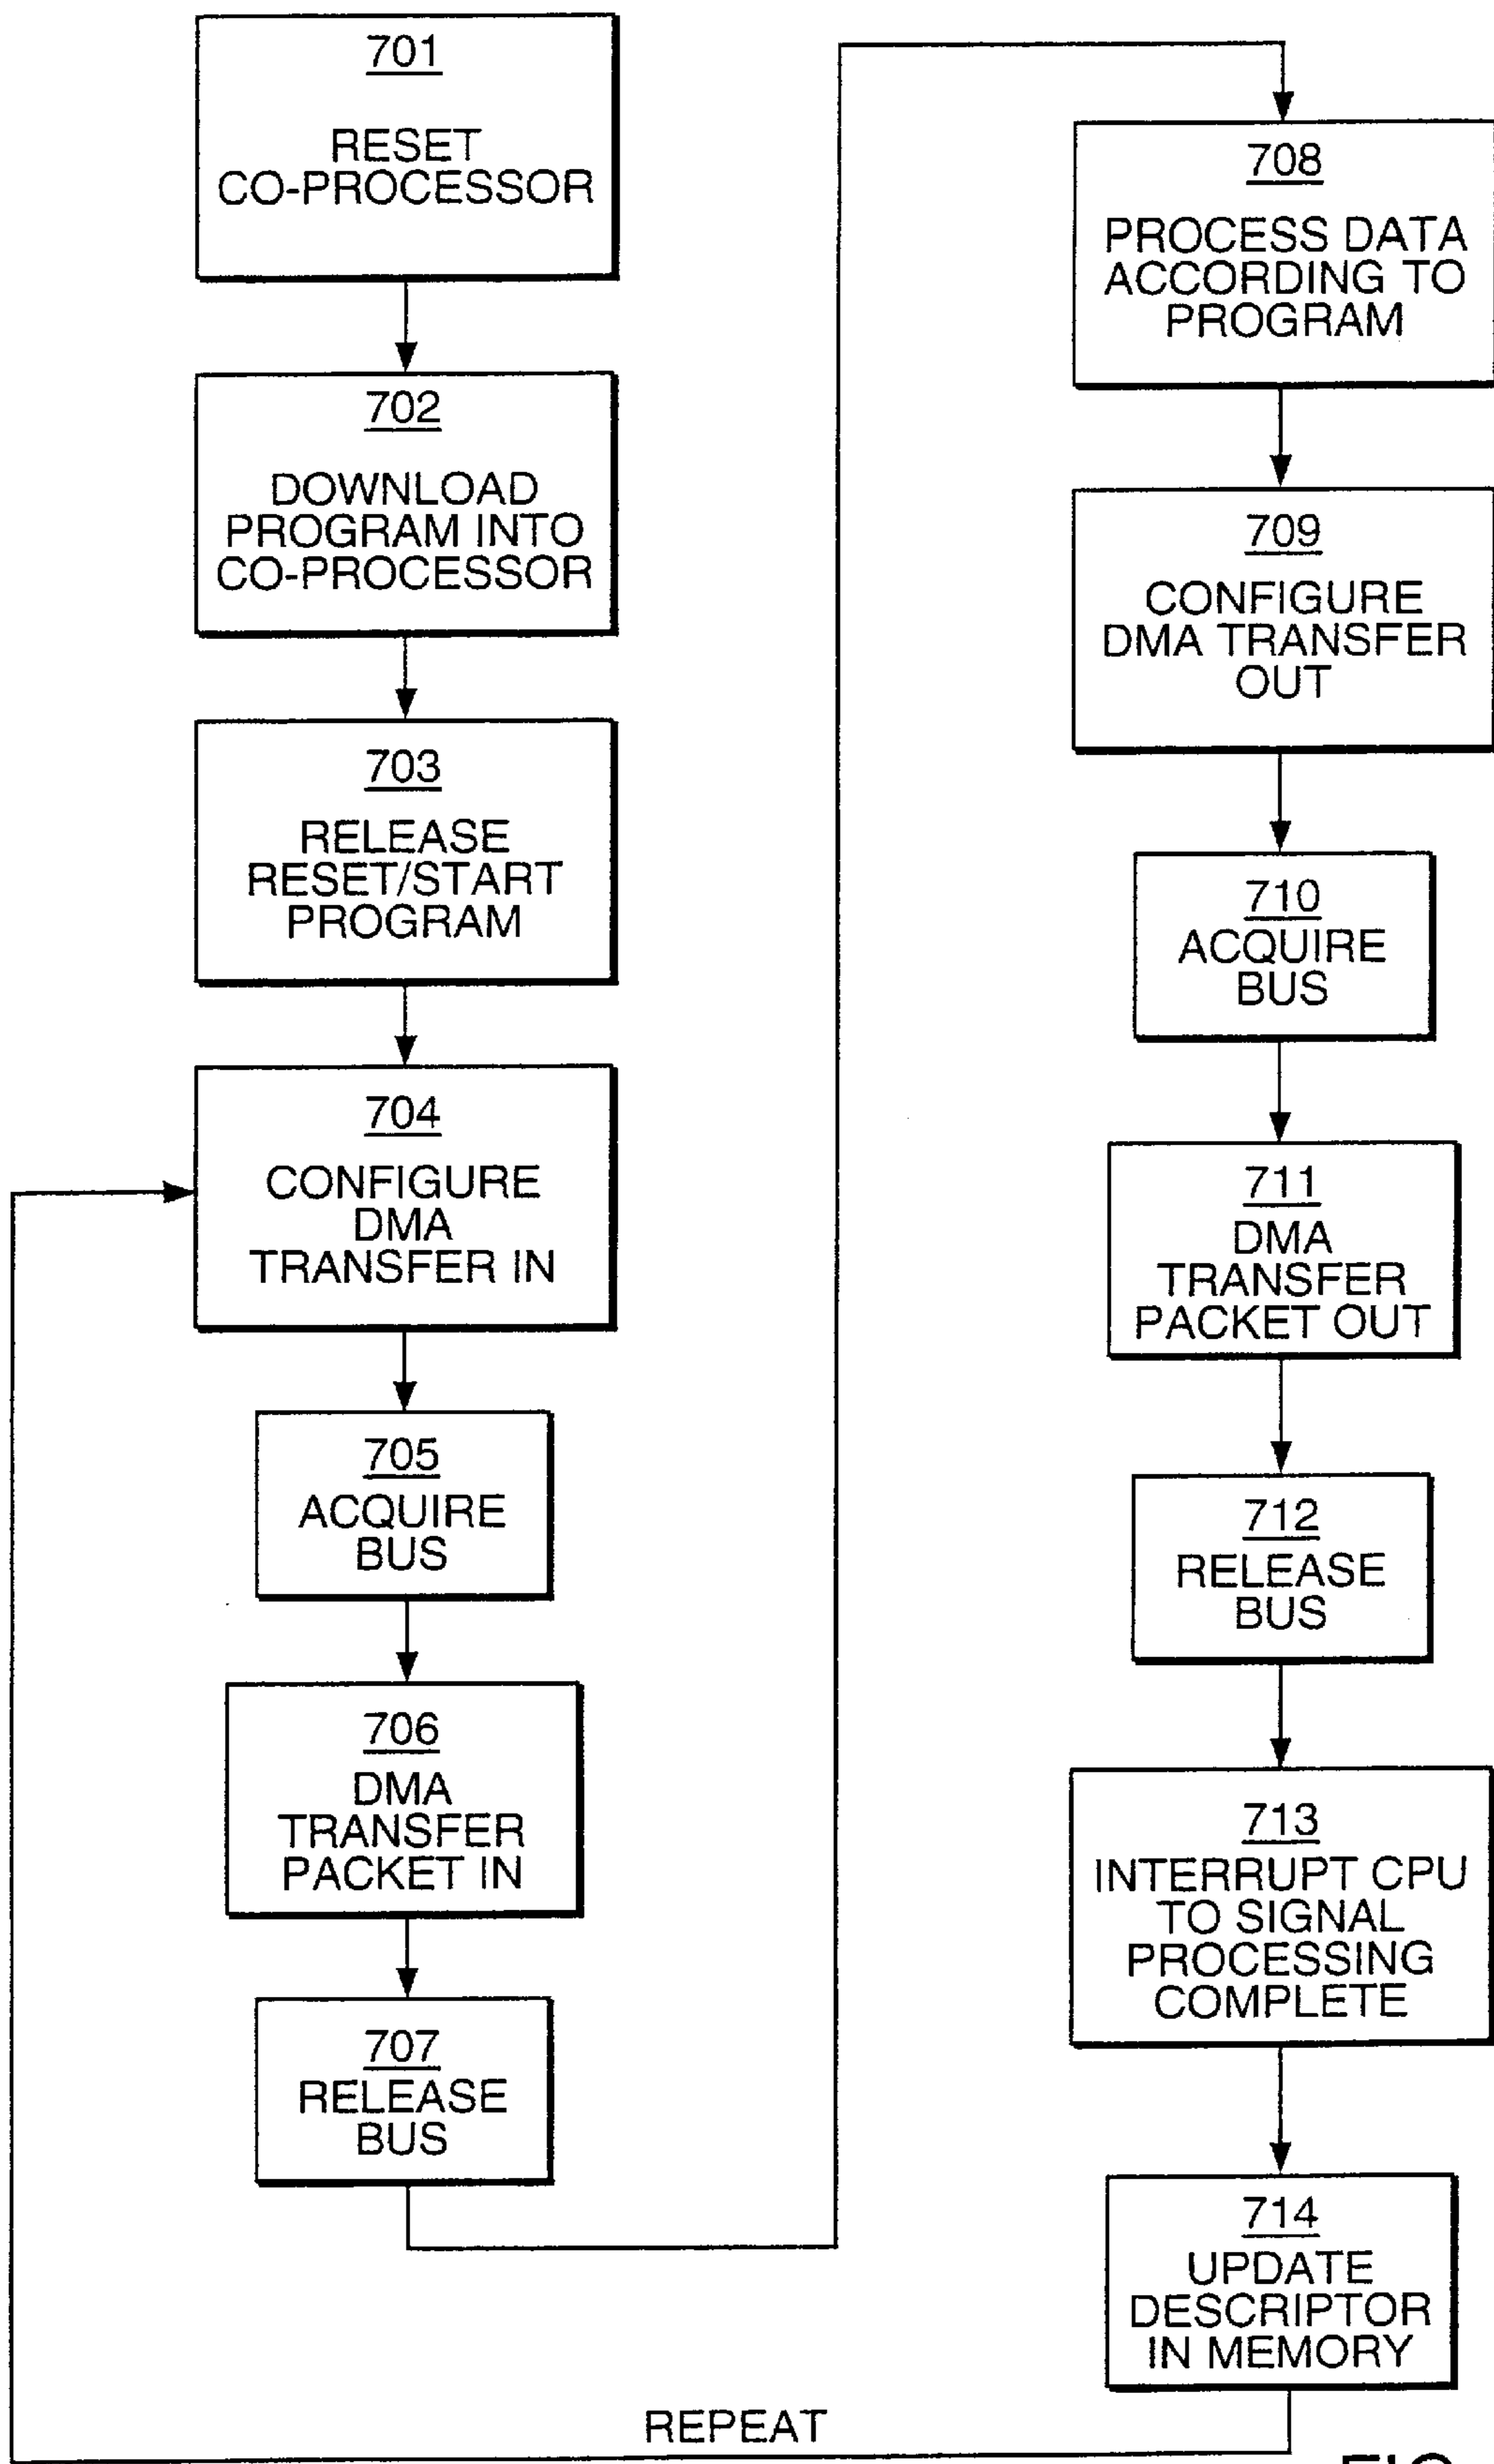 701
RESET
CO-PROCESSOR
702
DOWNLOAD
PROGRAM INTO
CO-PROCESSOR
703
RELEASE
RESET/START
PROGRAM
704
CONFIGURE
DMA
TRANSFER IN
705
ACQUIRE
BUS
706
DMA
TRANSFER
PACKET IN
707
RELEASE
BUS
708
PROCESS DATA
ACCORDING TO
PROGRAM
709
CONFIGURE
DMA TRANSFER
OUT
710
ACQUIRE
BUS
711
DMA
TRANSFER
PACKET OUT
712
RELEASE
BUS
713
INTERRUPT CPU
TO SIGNAL
PROCESSING
COMPLETE
714
UPDATE
DESCRIPTOR
IN MEMORY
REPEAT